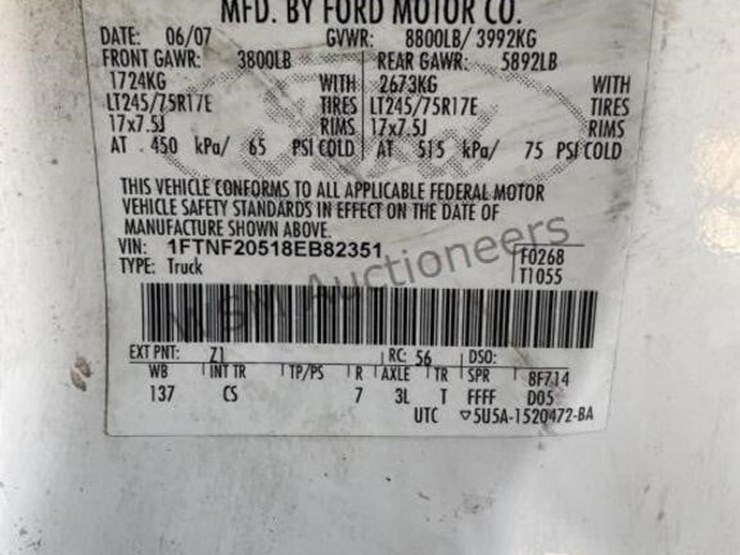 MFD. BY FORD MOTOR CO.
DATE: 06/07 GVWR: 8800LB/ 3992KG
FRONT GAWR: 3800LB REAR GAWR: 5892LB
1724KG WITH 2673KG WITH
LT245/75R17E TIRES LT245/75R17E TIRES
17x7.5J RIMS 17x7.5J RIMS
AT 450 kPa/ 65 PSI COLD AT 515 kPa/ 75 PSI COLD
THIS VEHICLE CONFORMS TO ALL APPLICABLE FEDERAL MOTOR
VEHICLE SAFETY STANDARDS IN EFFECT ON THE DATE OF
MANUFACTURE SHOWN ABOVE.
VIN: 1FTNF20518EB82351
TYPE: Truck
F0268
T1055
WSM Auctioneers
EXT PNT: Z1 RC: 56 DSO:
WB INT TR TP/PS R AXLE TR SPR 8F714
137 CS 7 3L T FFFF D05
UTC ▽5U5A-1520472-BA